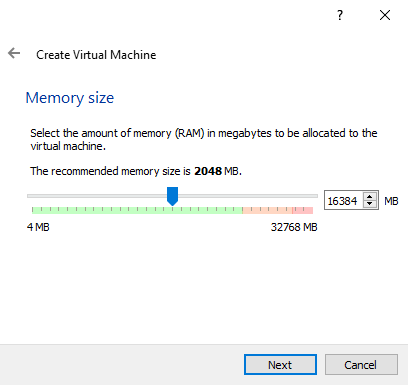 ?
Create Virtual Machine
Memory size
Select the amount of memory (RAM) in megabytes to be allocated to the
virtual machine.
The recommended memory size is 2048 MB.
16384 MB
4 MB 32768 MB
Next Cancel